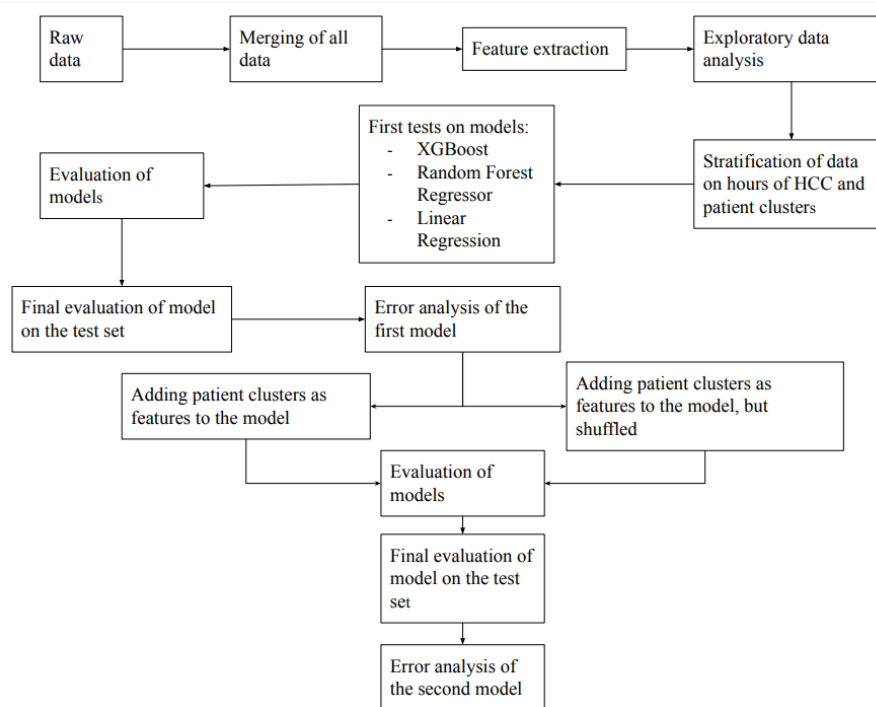 Raw
data
Merging of all
data
Feature extraction
Exploratory data
analysis
Stratification of data
on hours of HCC and
patient clusters
First tests on models:
- XGBoost
- Random Forest
Regressor
- Linear
Regression
Evaluation of
models
Final evaluation of model
on the test set
Error analysis of the
first model
Adding patient clusters as
features to the model
Adding patient clusters as
features to the model, but
shuffled
Evaluation of
models
Final evaluation of
model on the test
set
Error analysis of
the second model